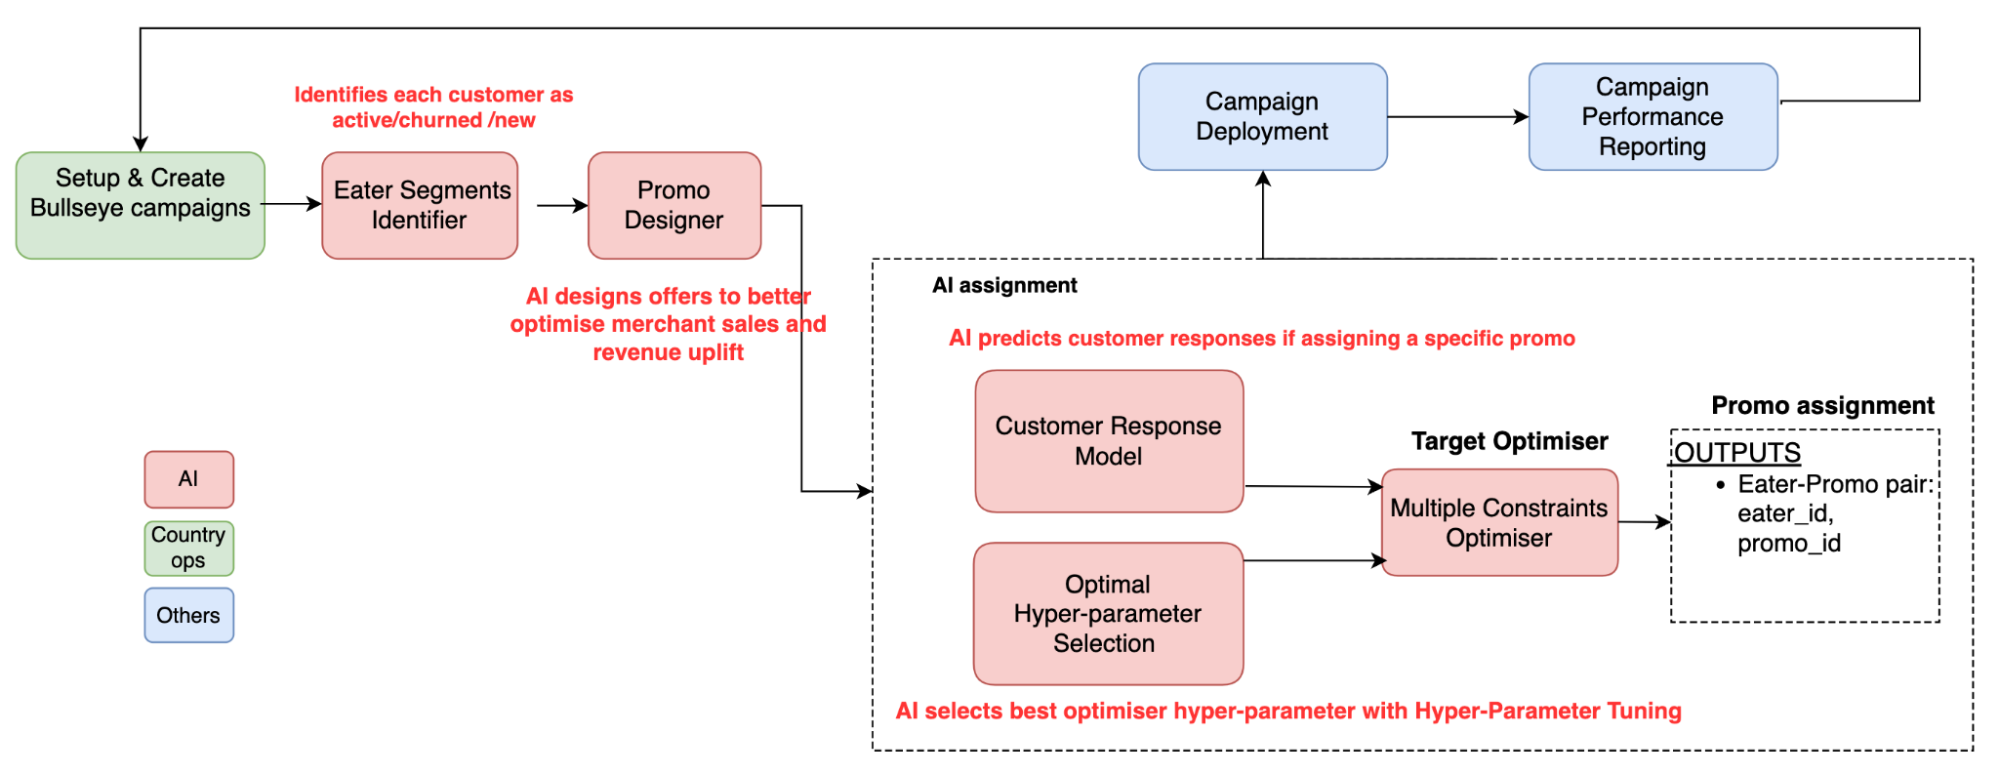 Identifies each customer as
active/churned /new
Setup & Create
Bullseye campaigns
Eater Segments
Identifier
Promo
Designer
AI designs offers to better
optimise merchant sales and
revenue uplift
Campaign
Deployment
Campaign
Performance
Reporting
AI assignment
AI predicts customer responses if assigning a specific promo
Customer Response
Model
Optimal
Hyper-parameter
Selection
AI selects best optimiser hyper-parameter with Hyper-Parameter Tuning
Target Optimiser
Multiple Constraints
Optimiser
Promo assignment
OUTPUTS
• Eater-Promo pair:
eater_id,
promo_id
AI
Country
ops
Others